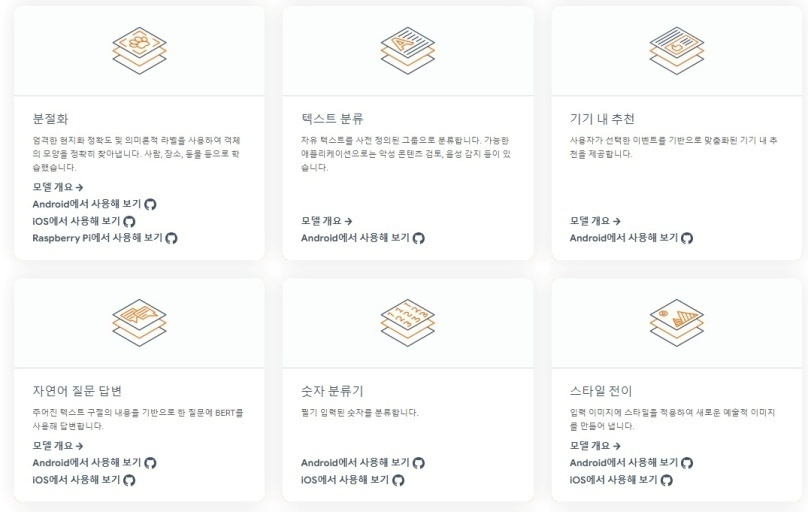 분절화
엄격한 현지화 정확도 및 의미론적 라벨을 사용하여 객체
의 모양을 정확히 찾아냅니다. 사람, 장소, 동물 등으로 학
습했습니다.
모델 개요 →
Android에서 사용해 보기
iOS에서 사용해 보기
Raspberry Pi에서 사용해 보기
텍스트 분류
자유 텍스트를 사전 정의된 그룹으로 분류합니다. 가능한
애플리케이션으로는 악성 콘텐츠 검토, 음성 감지 등이 있
습니다.
모델 개요 →
Android에서 사용해 보기
기기 내 추천
사용자가 선택한 이벤트를 기반으로 맞춤화된 기기 내 추
천을 제공합니다.
모델 개요 →
Android에서 사용해 보기
자연어 질문 답변
주어진 텍스트 구절의 내용을 기반으로 한 질문에 BERT를
사용해 답변합니다.
모델 개요 →
Android에서 사용해 보기
iOS에서 사용해 보기
숫자 분류기
필기 입력된 숫자를 분류합니다.
Android에서 사용해 보기
iOS에서 사용해 보기
스타일 전이
입력 이미지에 스타일을 적용하여 새로운 예술적 이미지
를 만들어 냅니다.
모델 개요 →
Android에서 사용해 보기
iOS에서 사용해 보기